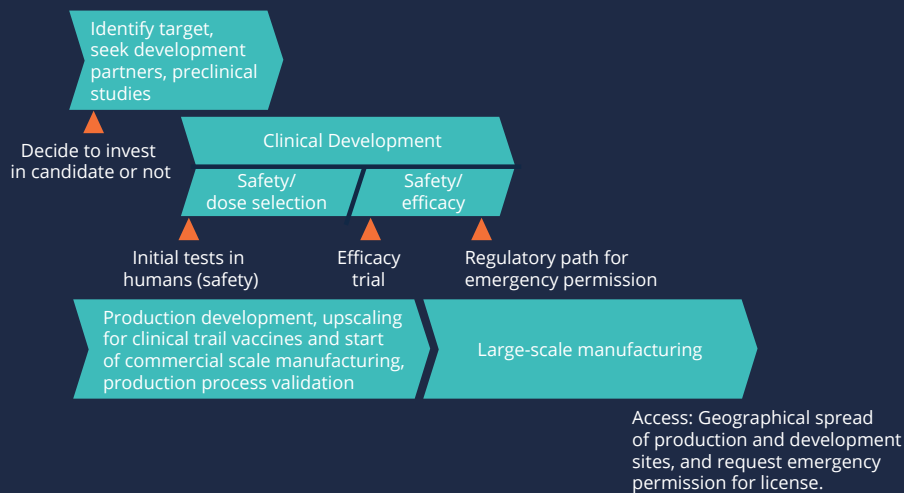 Identify target,
seek development
partners, preclinical
studies
Decide to invest
in candidate or not
Clinical Development
Safety/
dose selection
Safety/
efficacy
Initial tests in
humans (safety)
Efficacy
trial
Regulatory path for
emergency permission
Production development, upscaling
for clinical trail vaccines and start
of commercial scale manufacturing,
production process validation
Large-scale manufacturing
Access: Geographical spread
of production and development
sites, and request emergency
permission for license.